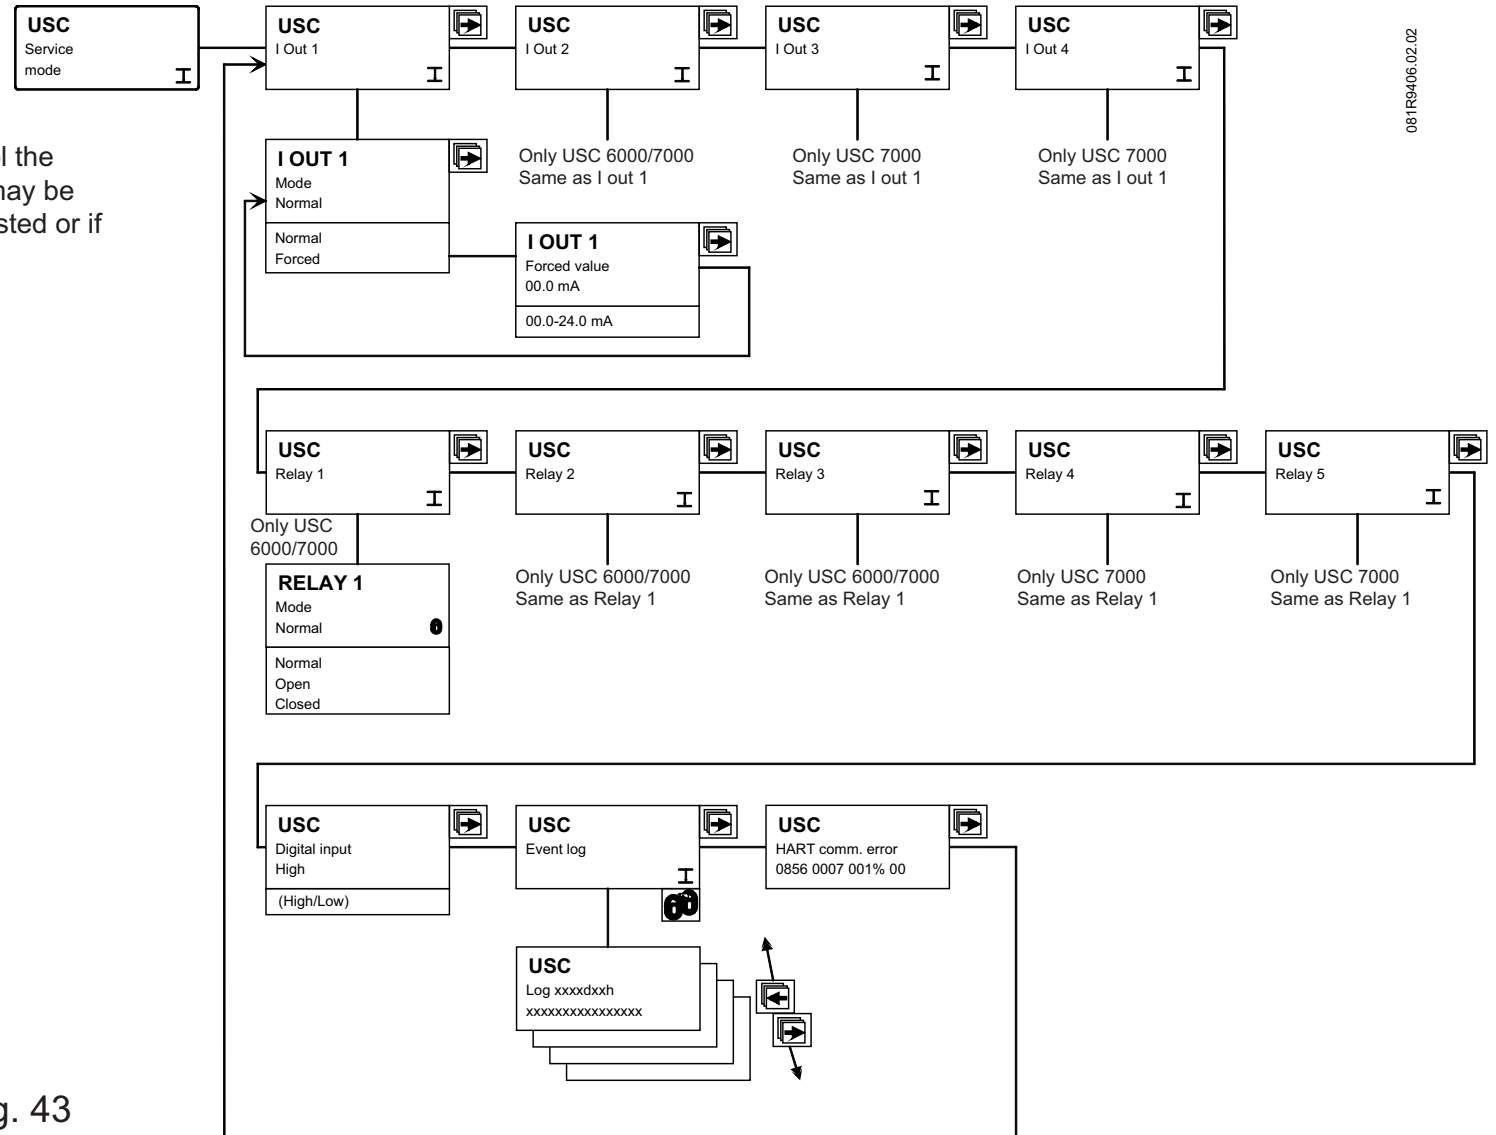 USC
Service
mode
USC
I Out 1
USC
I Out 2
USC
I Out 3
USC
I Out 4
081R9406.02.02
the
may be
or if
I OUT 1
Mode
Normal
Normal
Forced
Only USC 6000/7000
Same as I out 1
Only USC 7000
Same as I out 1
Only USC 7000
Same as I out 1
I OUT 1
Forced value
00.0 mA
00.0-24.0 mA
USC
Relay 1
USC
Relay 2
USC
Relay 3
USC
Relay 4
USC
Relay 5
Only USC
6000/7000
RELAY 1
Mode
Normal
Normal
Open
Closed
Only USC 6000/7000
Same as Relay 1
Only USC 6000/7000
Same as Relay 1
Only USC 7000
Same as Relay 1
Only USC 7000
Same as Relay 1
USC
Digital input
High
(High/Low)
USC
Event log
USC
HART comm. error
0856 0007 001% 00
USC
Log xxxxdxxh
xxxxxxxxxxxxxxxx
43